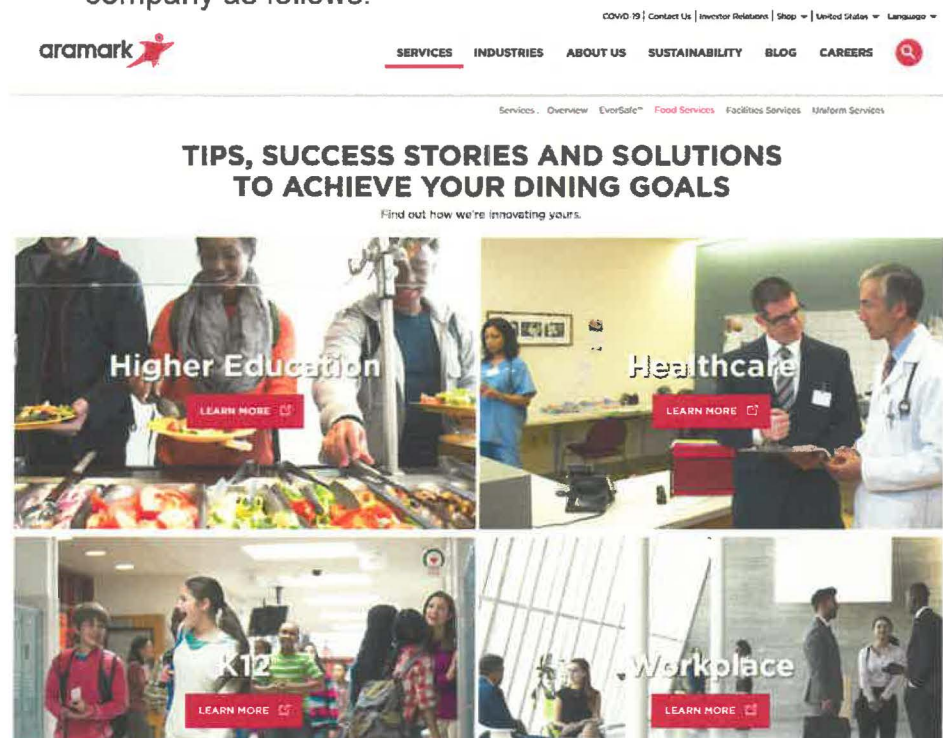 company as follows:
COVID-19 | Contact Us | Investor Relations | Shop | United States Language
aramark
SERVICES INDUSTRIES ABOUT US SUSTAINABILITY BLOG CAREERS
Services. Overview EverSafe™ Food Services Facilities Services Uniform Services
TIPS, SUCCESS STORIES AND SOLUTIONS
TO ACHIEVE YOUR DINING GOALS
Find out how we're innovating yours.
Higher Education
LEARN MORE
Healthcare
LEARN MORE
K12
LEARN MORE
Workplace
LEARN MORE